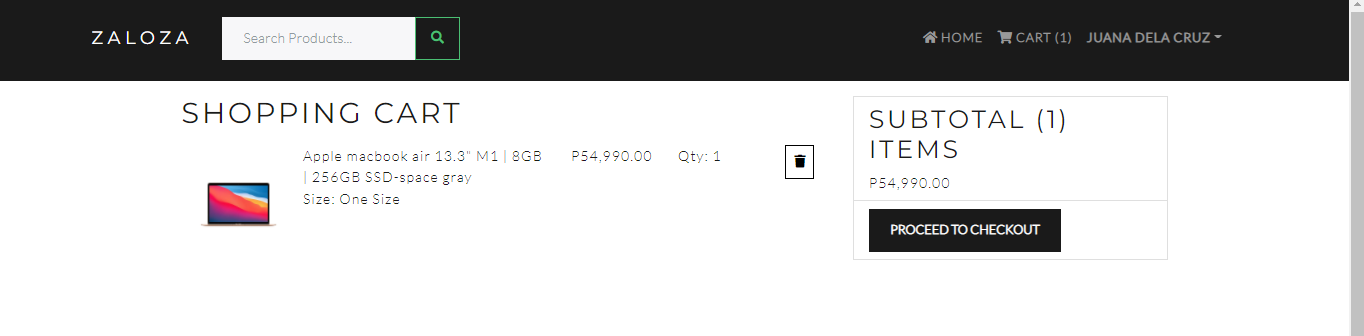 ZALOZA
Search Products...
HOME
CART (1)
JUANA DELA CRUZ
SHOPPING CART
Apple macbook air 13.3" M1 | 8GB
| 256GB SSD-space gray
Size: One Size
P54,990.00
Qty: 1
SUBTOTAL (1)
ITEMS
P54,990.00
PROCEED TO CHECKOUT